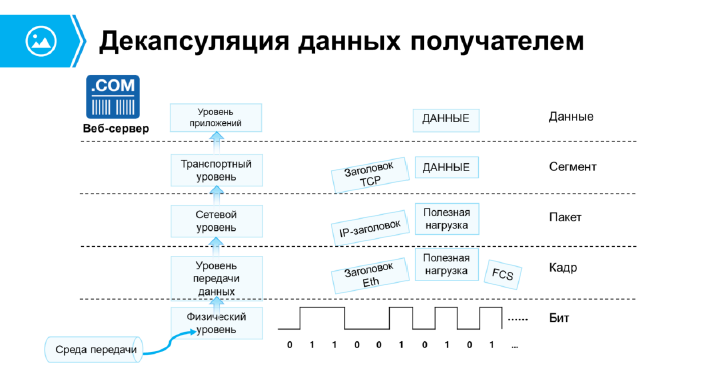 Декапсуляция данных получателем
.COM
Веб-сервер
Уровень
приложений
ДАННЫЕ
Данные
Транспортный
уровень
Заголовок
TCP
ДАННЫЕ
Сегмент
Сетевой
уровень
IP-заголовок
Полезная
нагрузка
Пакет
Уровень
передачи
данных
Заголовок
Eth
Полезная
нагрузка
FCS
Кадр
Физический
уровень
......
Бит
Среда передачи
0 1 1 0 0 1 0 1 0 1 ...